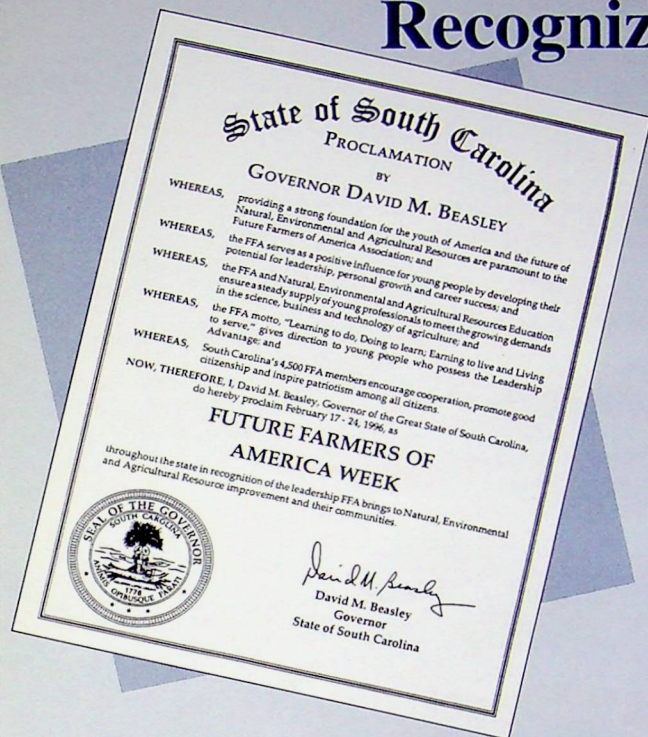 Recogniz
State of South Carolina
PROCLAMATION
BY
GOVERNOR DAVID M. BEASLEY
WHEREAS, providing a strong foundation for the youth of America and the future of
Natural, Environmental and Agricultural Resources are paramount to the
Future Farmers of America Association; and
WHEREAS, the FFA serves as a positive influence for young people by developing their
potential for leadership, personal growth and career success; and
WHEREAS, the FFA and Natural, Environmental and Agricultural Resources Education
ensure a steady supply of young professionals to meet the growing demands
in the science, business and technology of agriculture; and
WHEREAS, the FFA motto, "Learning to do, Doing to learn; Earning to live and Living
to serve," gives direction to young people who possess the Leadership
Advantage; and
WHEREAS, South Carolina's 4,500 FFA members encourage cooperation, promote good
citizenship and inspire patriotism among all citizens.
NOW, THEREFORE, I, David M. Beasley, Governor of the Great State of South Carolina,
do hereby proclaim February 17 - 24, 1996, as
FUTURE FARMERS OF
AMERICA WEEK
throughout the state in recognition of the leadership FFA brings to Natural, Environmental
and Agricultural Resource improvement and their communities.
SEAL OF THE GOVERNOR
SOUTH CAROLINA
1776
ANIMIS OPIBUSQUE PARATI
David M. Beasley
David M. Beasley
Governor
State of South Carolina